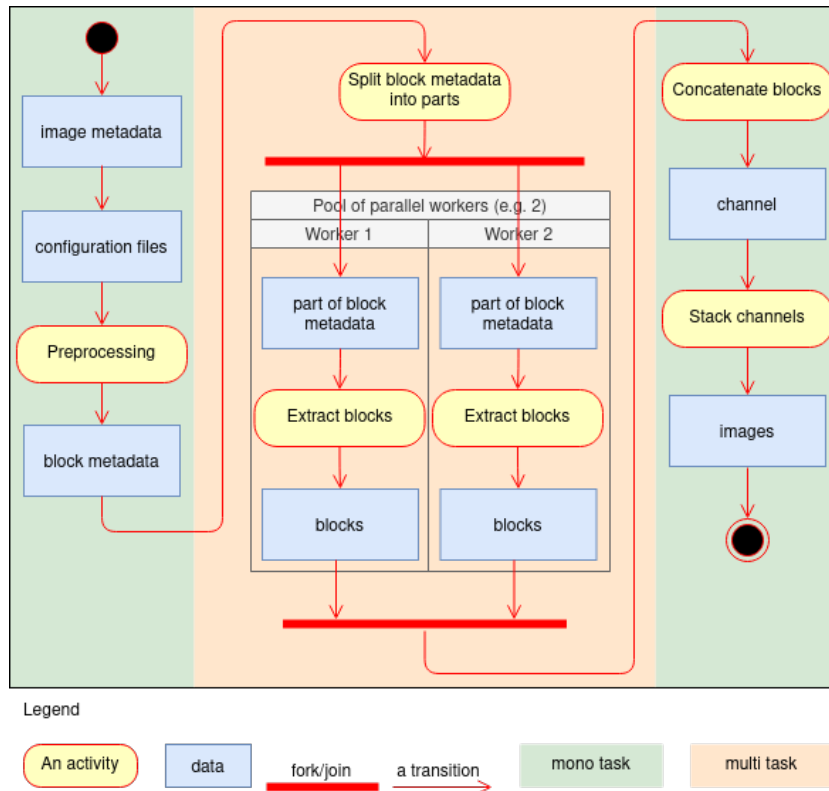 image metadata
configuration files
Preprocessing
block metadata
Split block metadata
into parts
Pool of parallel workers (e.g. 2)
Worker 1
Worker 2
part of block
metadata
part of block
metadata
Extract blocks
Extract blocks
blocks
blocks
Concatenate blocks
channel
Stack channels
images
Legend
An activity
data
fork/join
a transition
mono task
multi task